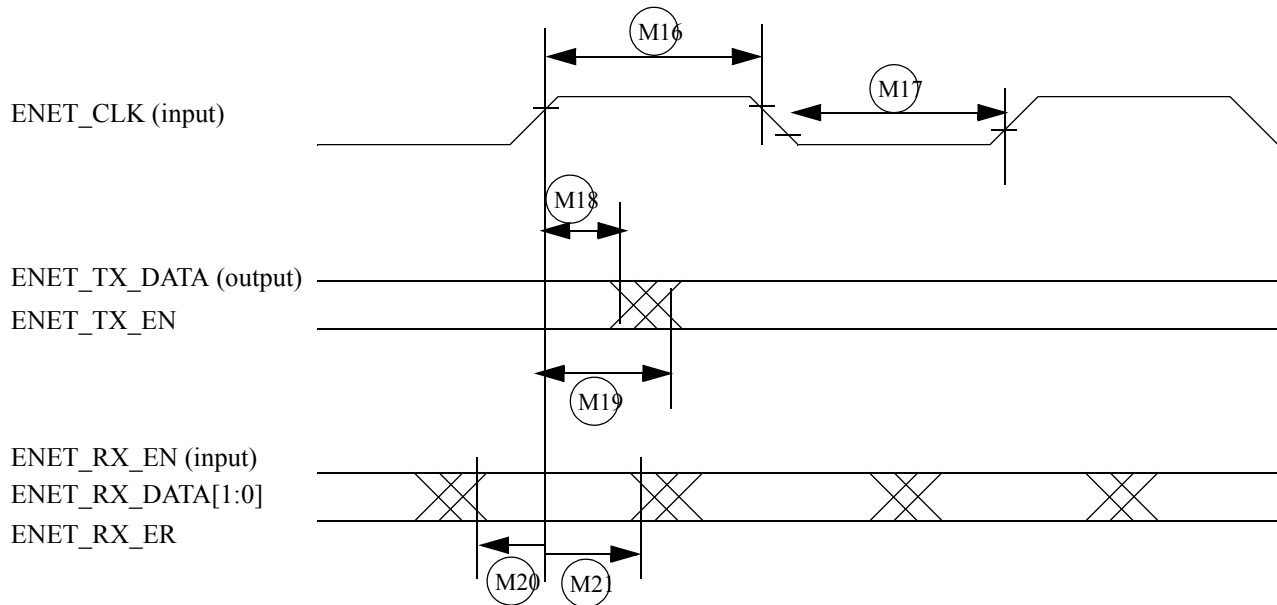 M16
ENET_CLK (input)
M17
M18
ENET_TX_DATA (output)
ENET_TX_EN
M19
ENET_RX_EN (input)
ENET_RX_DATA[1:0]
ENET_RX_ER
M20
M21